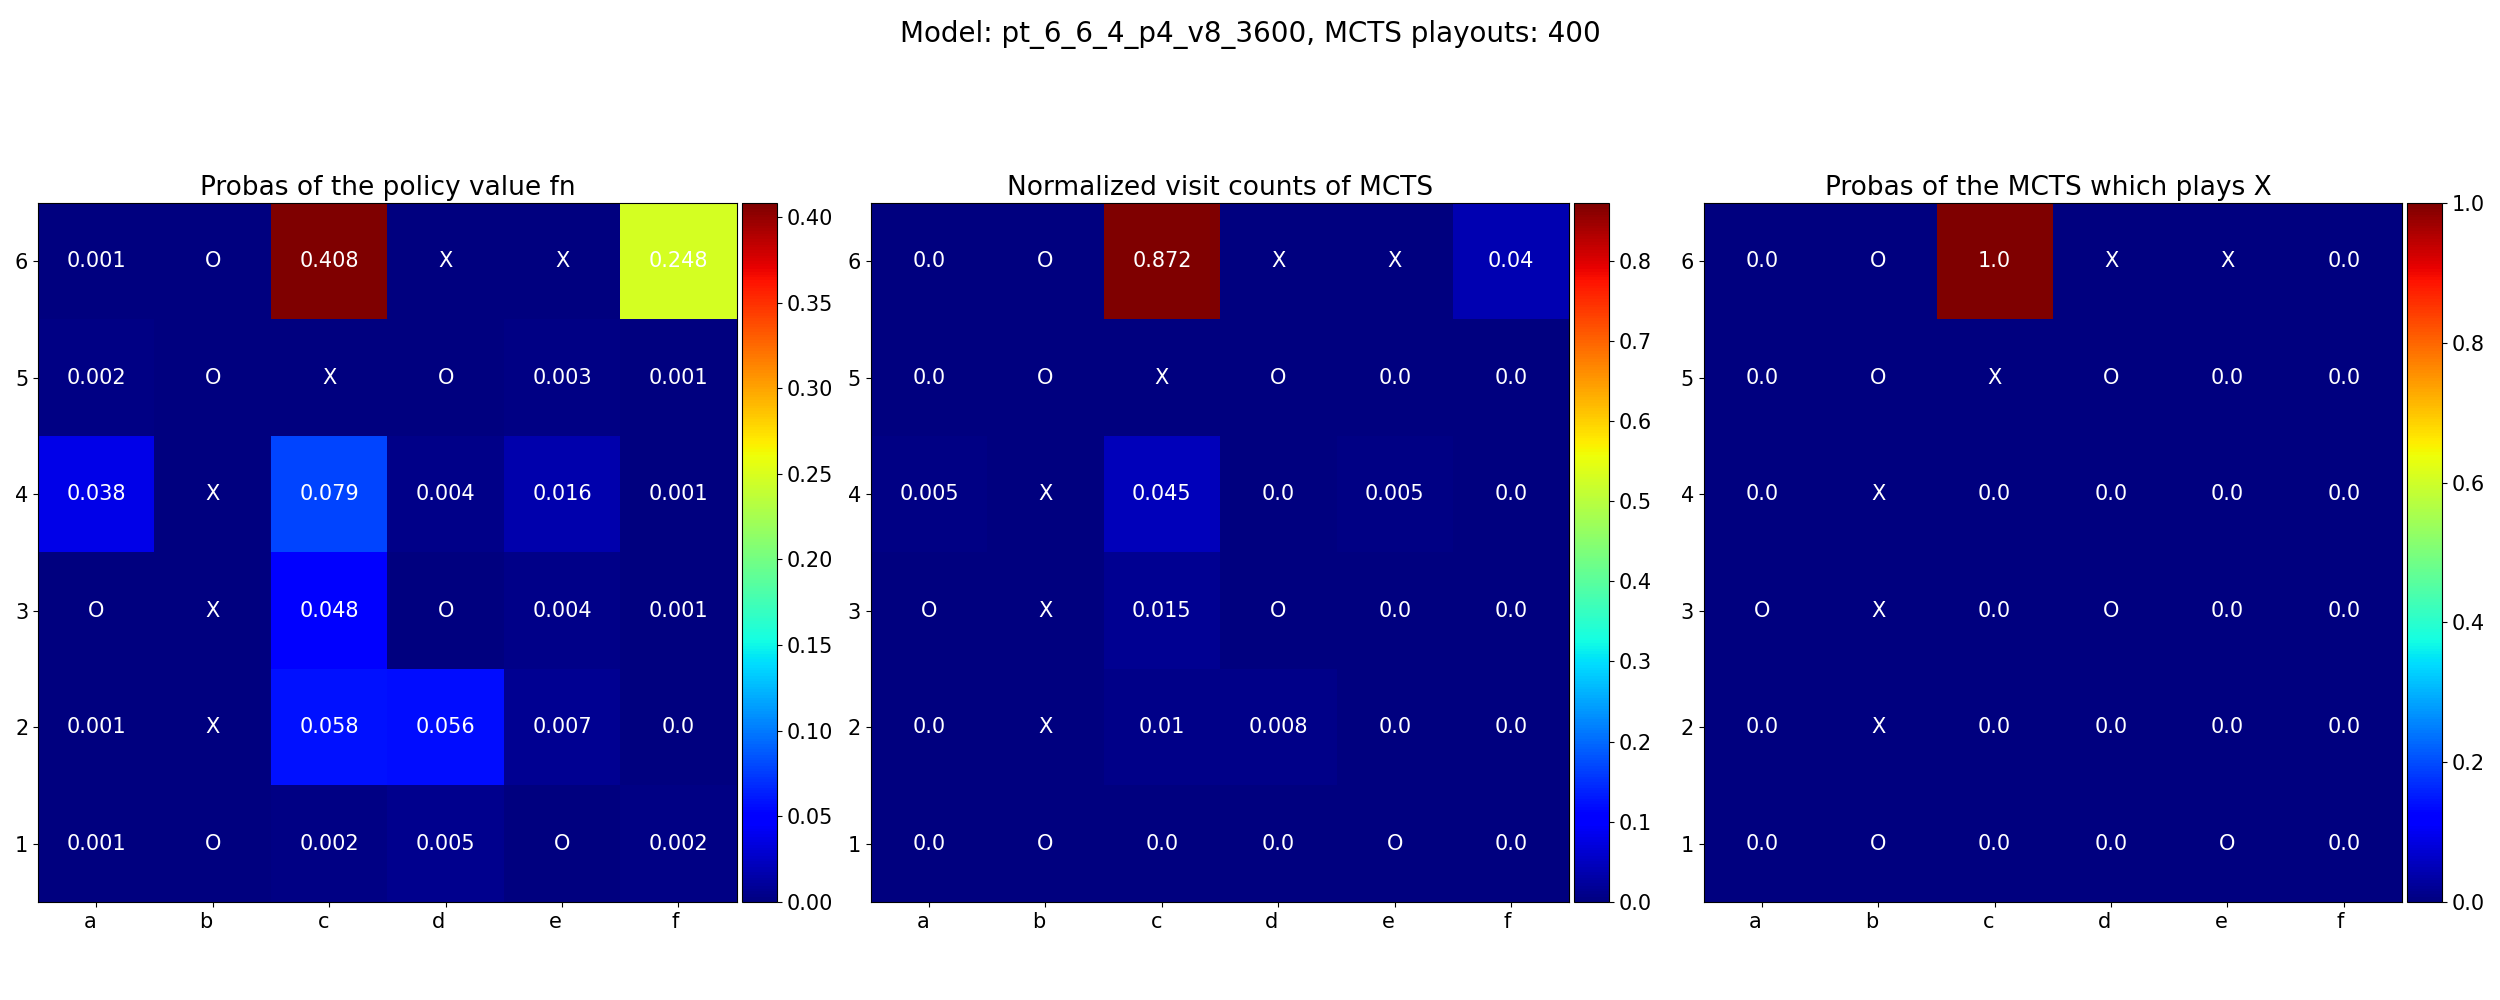 Model: pt_6_6_4_p4_v8_3600, MCTS playouts: 400
Probas of the policy value fn
6 0.001 O 0.408 X X 0.248
5 0.002 O X O 0.003 0.001
4 0.038 X 0.079 0.004 0.016 0.001
3 O X 0.048 O 0.004 0.001
2 0.001 X 0.058 0.056 0.007 0.0
1 0.001 O 0.002 0.005 O 0.002
a b c d e f
0.40
0.35
0.30
0.25
0.20
0.15
0.10
0.05
0.00
Normalized visit counts of MCTS
6 0.0 O 0.872 X X 0.04
5 0.0 O X O 0.0 0.0
4 0.005 X 0.045 0.0 0.005 0.0
3 O X 0.015 O 0.0 0.0
2 0.0 X 0.01 0.008 0.0 0.0
1 0.0 O 0.0 0.0 O 0.0
a b c d e f
0.8
0.7
0.6
0.5
0.4
0.3
0.2
0.1
0.0
Probas of the MCTS which plays X
6 0.0 O 1.0 X X 0.0
5 0.0 O X O 0.0 0.0
4 0.0 X 0.0 0.0 0.0 0.0
3 O X 0.0 O 0.0 0.0
2 0.0 X 0.0 0.0 0.0 0.0
1 0.0 O 0.0 0.0 O 0.0
a b c d e f
1.0
0.8
0.6
0.4
0.2
0.0